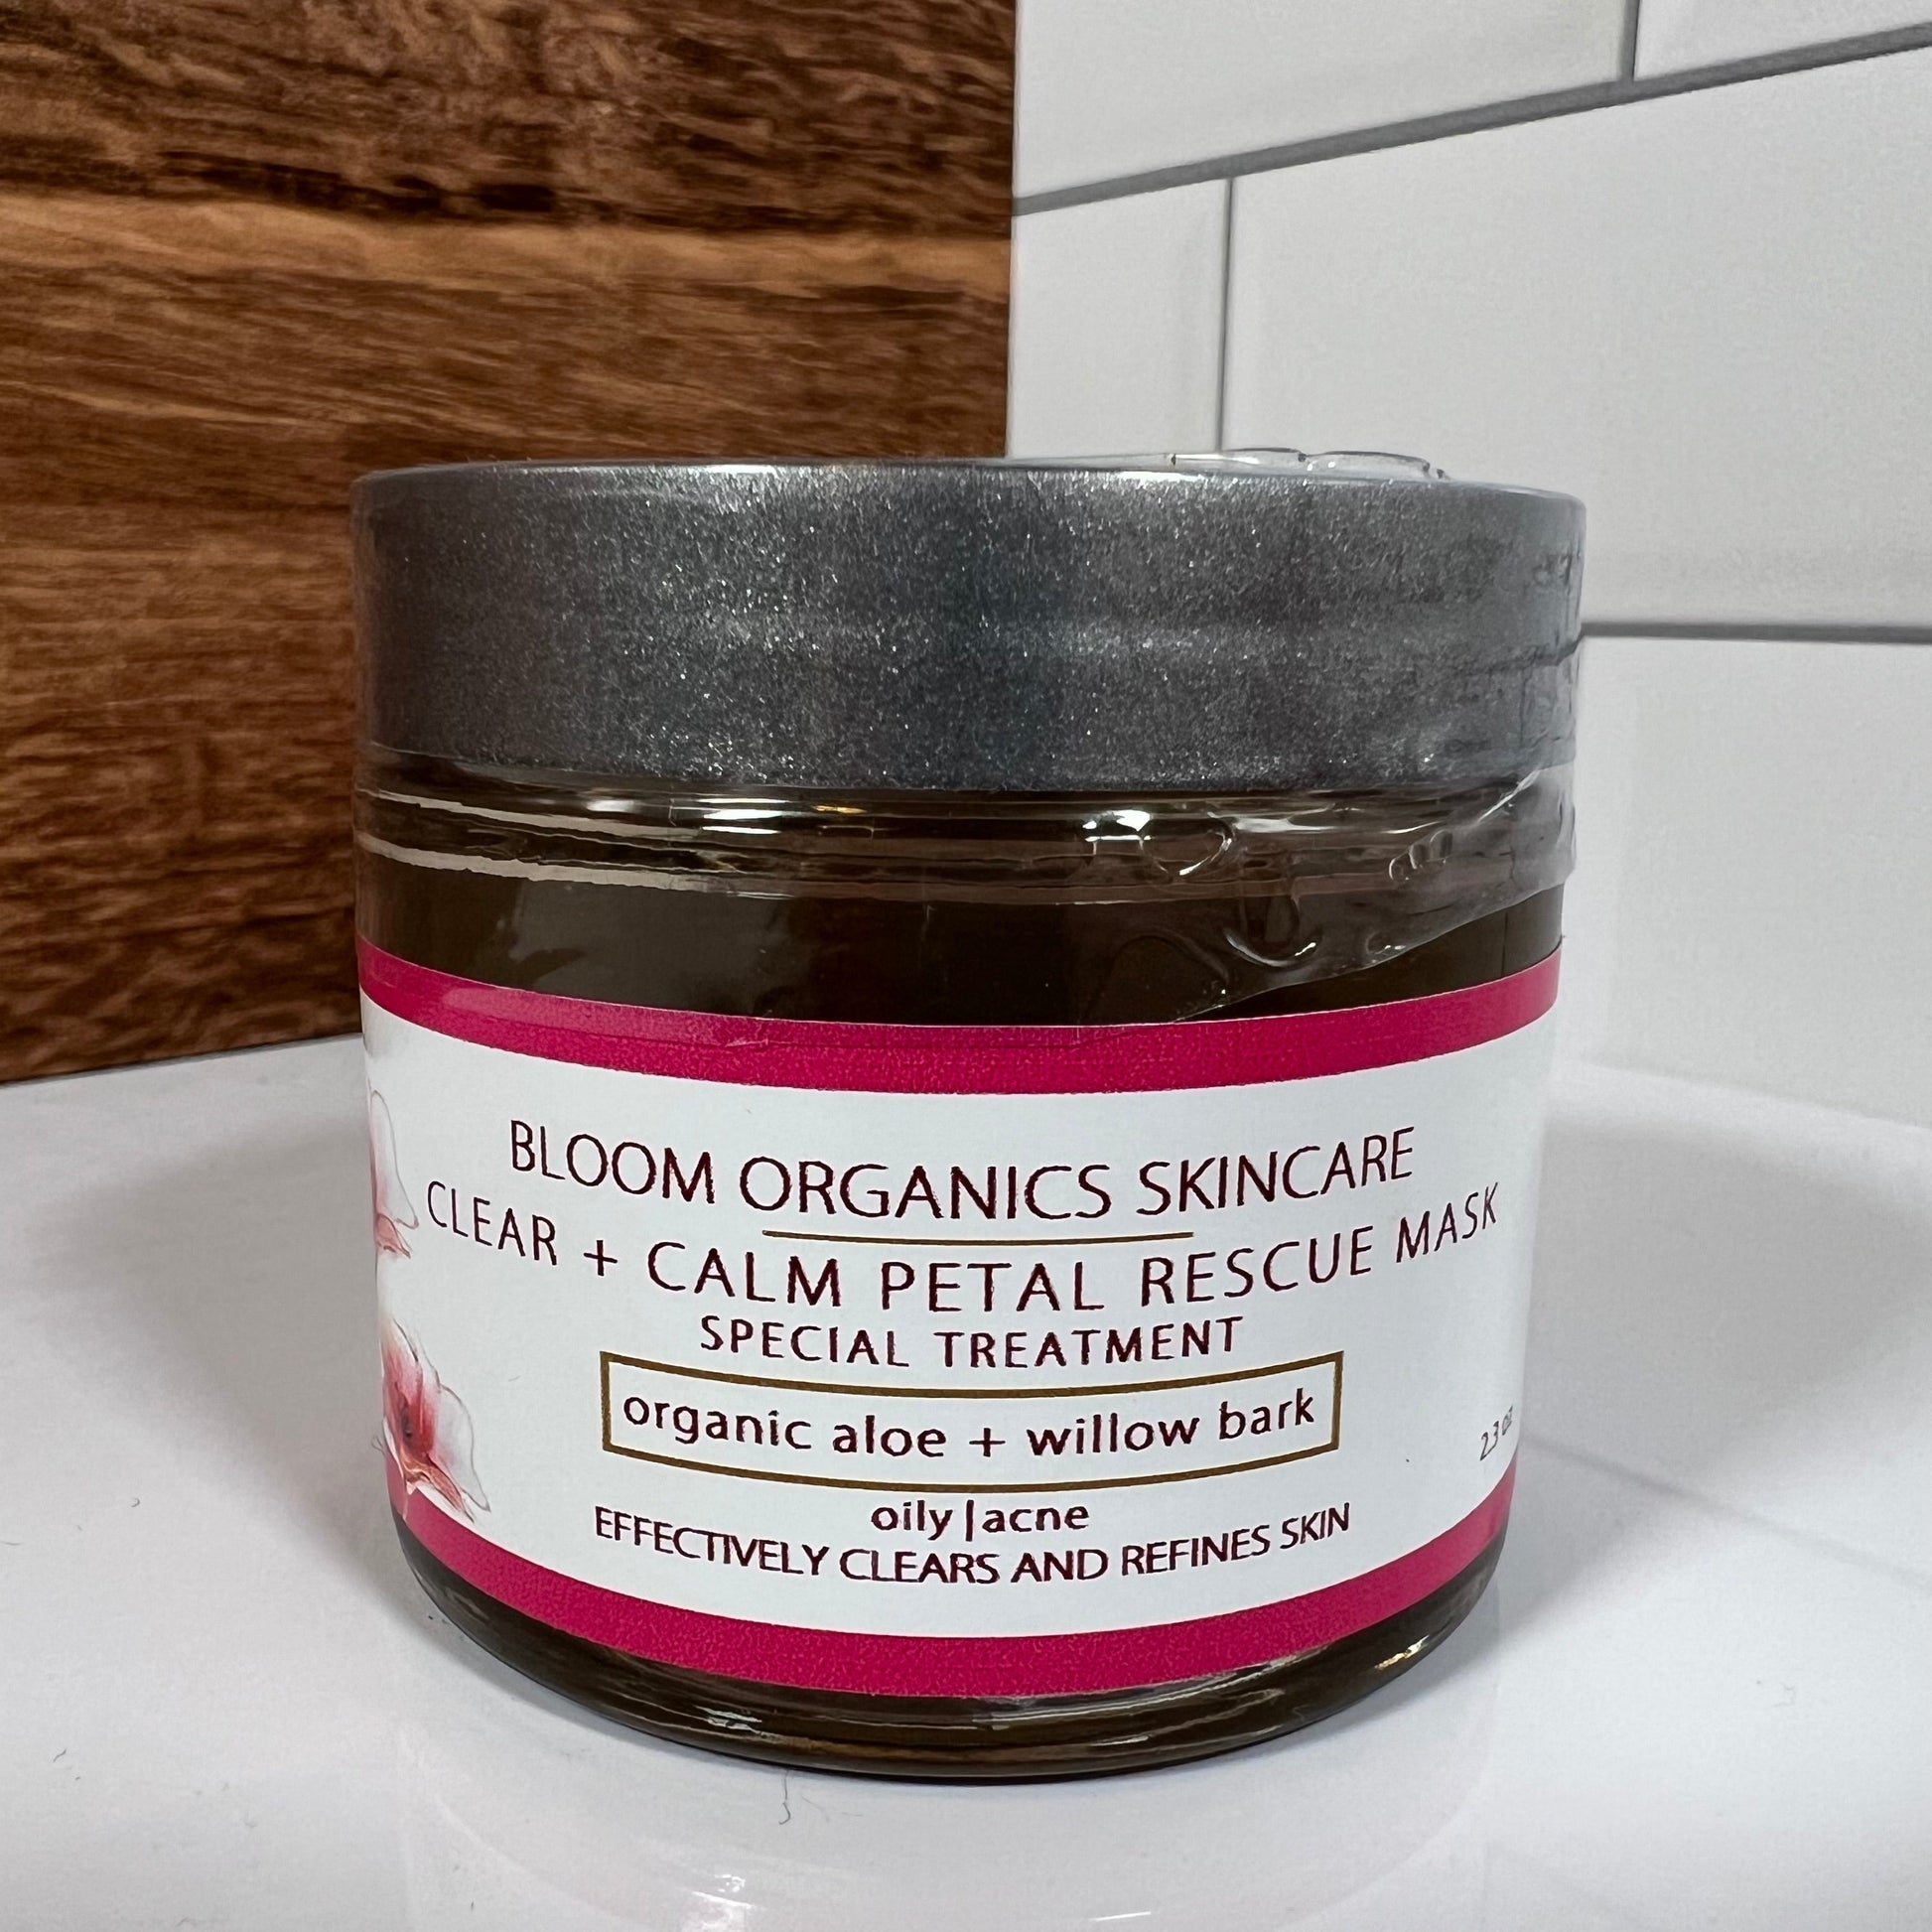 BLOOM ORGANICS SKINCARE
CLEAR + CALM PETAL RESCUE MASK
SPECIAL TREATMENT
organic aloe + willow bark
oily|acne
EFFECTIVELY CLEARS AND REFINES SKIN
2.3 oz